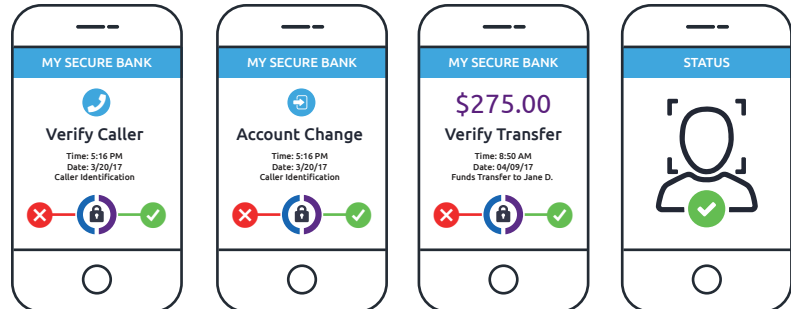 MY SECURE BANK
Verify Caller
Time: 5:16 PM
Date: 3/20/17
Caller Identification
MY SECURE BANK
Account Change
Time: 5:16 PM
Date: 3/20/17
Caller Identification
MY SECURE BANK
$275.00
Verify Transfer
Time: 8:50 AM
Date: 04/09/17
Funds Transfer to Jane D.
STATUS